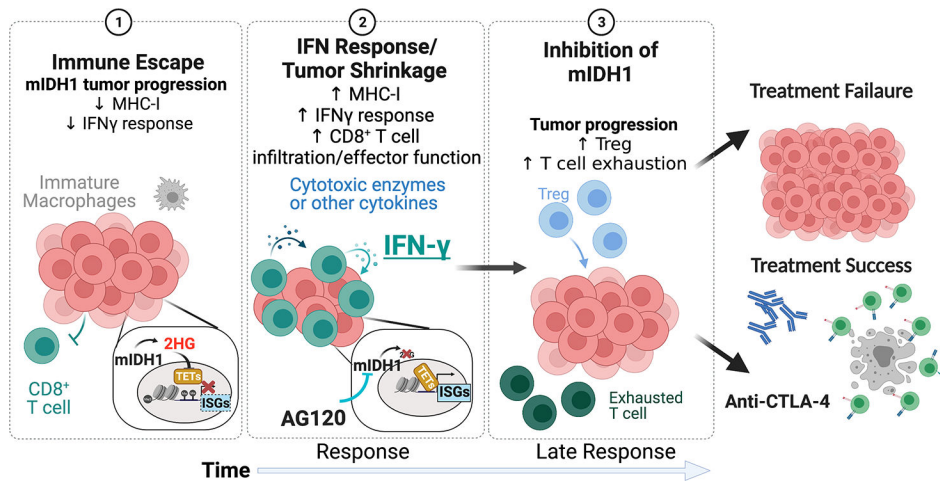 1
Immune Escape
mIDH1 tumor progression
↓ MHC-I
↓ IFNγ response
Immature
Macrophages
CD8⁺
T cell
mIDH1
2HG
TETs
ISGs
2
IFN Response/
Tumor Shrinkage
↑ MHC-I
↑ IFNγ response
↑ CD8⁺ T cell
infiltration/effector function
Cytotoxic enzymes
or other cytokines
IFN-γ
mIDH1
2HG
TETs
ISGs
AG120
3
Inhibition of
mIDH1
Tumor progression
↑ Treg
↑ T cell exhaustion
Treg
Exhausted
T cell
Treatment Failaure
Treatment Success
Anti-CTLA-4
Response
Late Response
Time